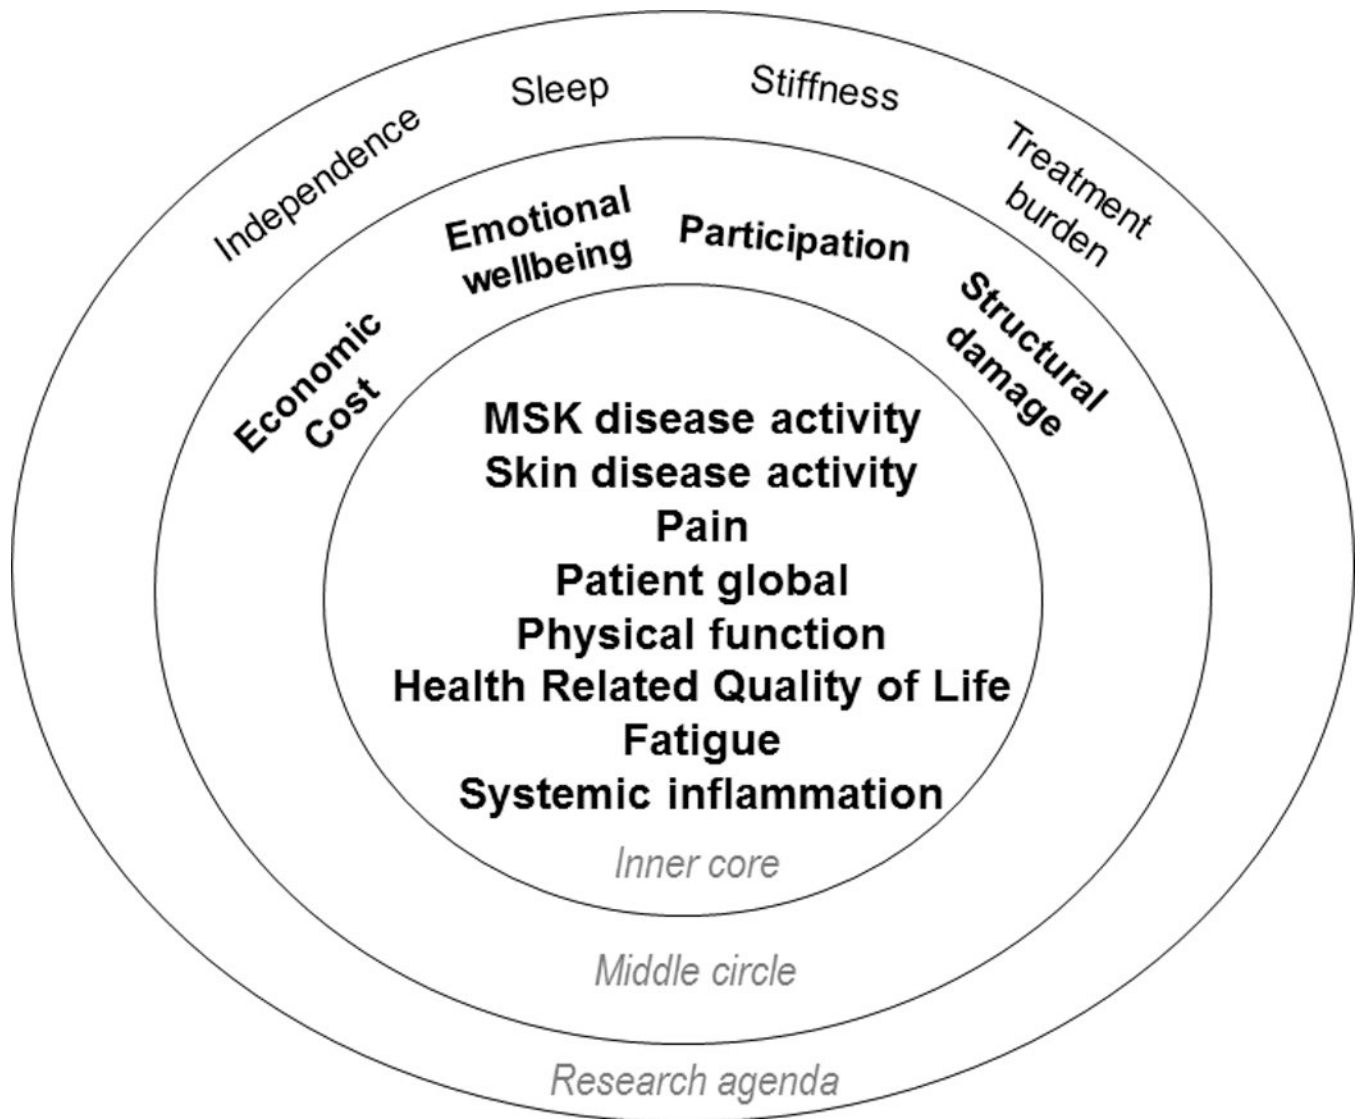 Independence
Sleep
Stiffness
Treatment
burden
Economic
Cost
Emotional
wellbeing
Participation
Structural
damage
MSK disease activity
Skin disease activity
Pain
Patient global
Physical function
Health Related Quality of Life
Fatigue
Systemic inflammation
Inner core
Middle circle
Research agenda